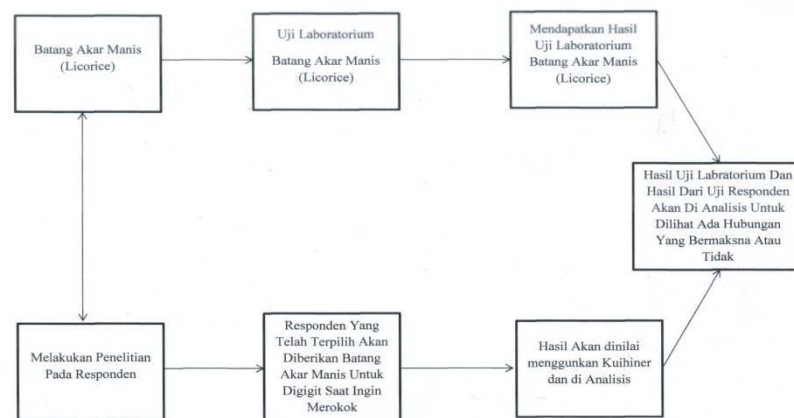 Batang Akar Manis
(Licorice)
Uji Laboratorium
Batang Akar Manis
(Licorice)
Mendapatkan Hasil
Uji Laboratorium
Batang Akar Manis
(Licorice)
Hasil Uji Labratorium Dan
Hasil Dari Uji Responden
Akan Di Analisis Untuk
Dilihat Ada Hubungan
Yang Bermaksna Atau
Tidak
Melakukan Penelitian
Pada Responden
Responden Yang
Telah Terpilih Akan
Diberikan Batang
Akar Manis Untuk
Digigit Saat Ingin
Merokok
Hasil Akan dinilai
menggunkan Kuihiner
dan di Analisis